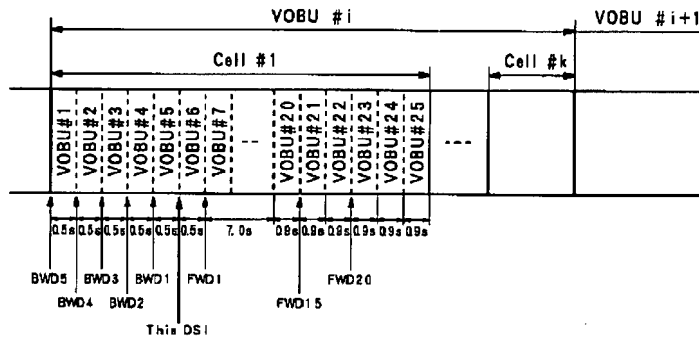 VOBU #i
VOBU #i+1
Cell #1
Cell #k
VOBU#1
VOBU#2
VOBU#3
VOBU#4
VOBU#5
VOBU#6
VOBU#7
--
VOBU#20
VOBU#21
VOBU#22
VOBU#23
VOBU#24
VOBU#25
---
0.5s 0.5s 0.5s 0.5s 0.5s 0.5s 7.0s 0.9s 0.9s 0.9s 0.9s 0.9s 0.9s
BWD5 BWD3 BWD1 FWD1 FWD20
BWD4 BWD2 FWD15
This DSI